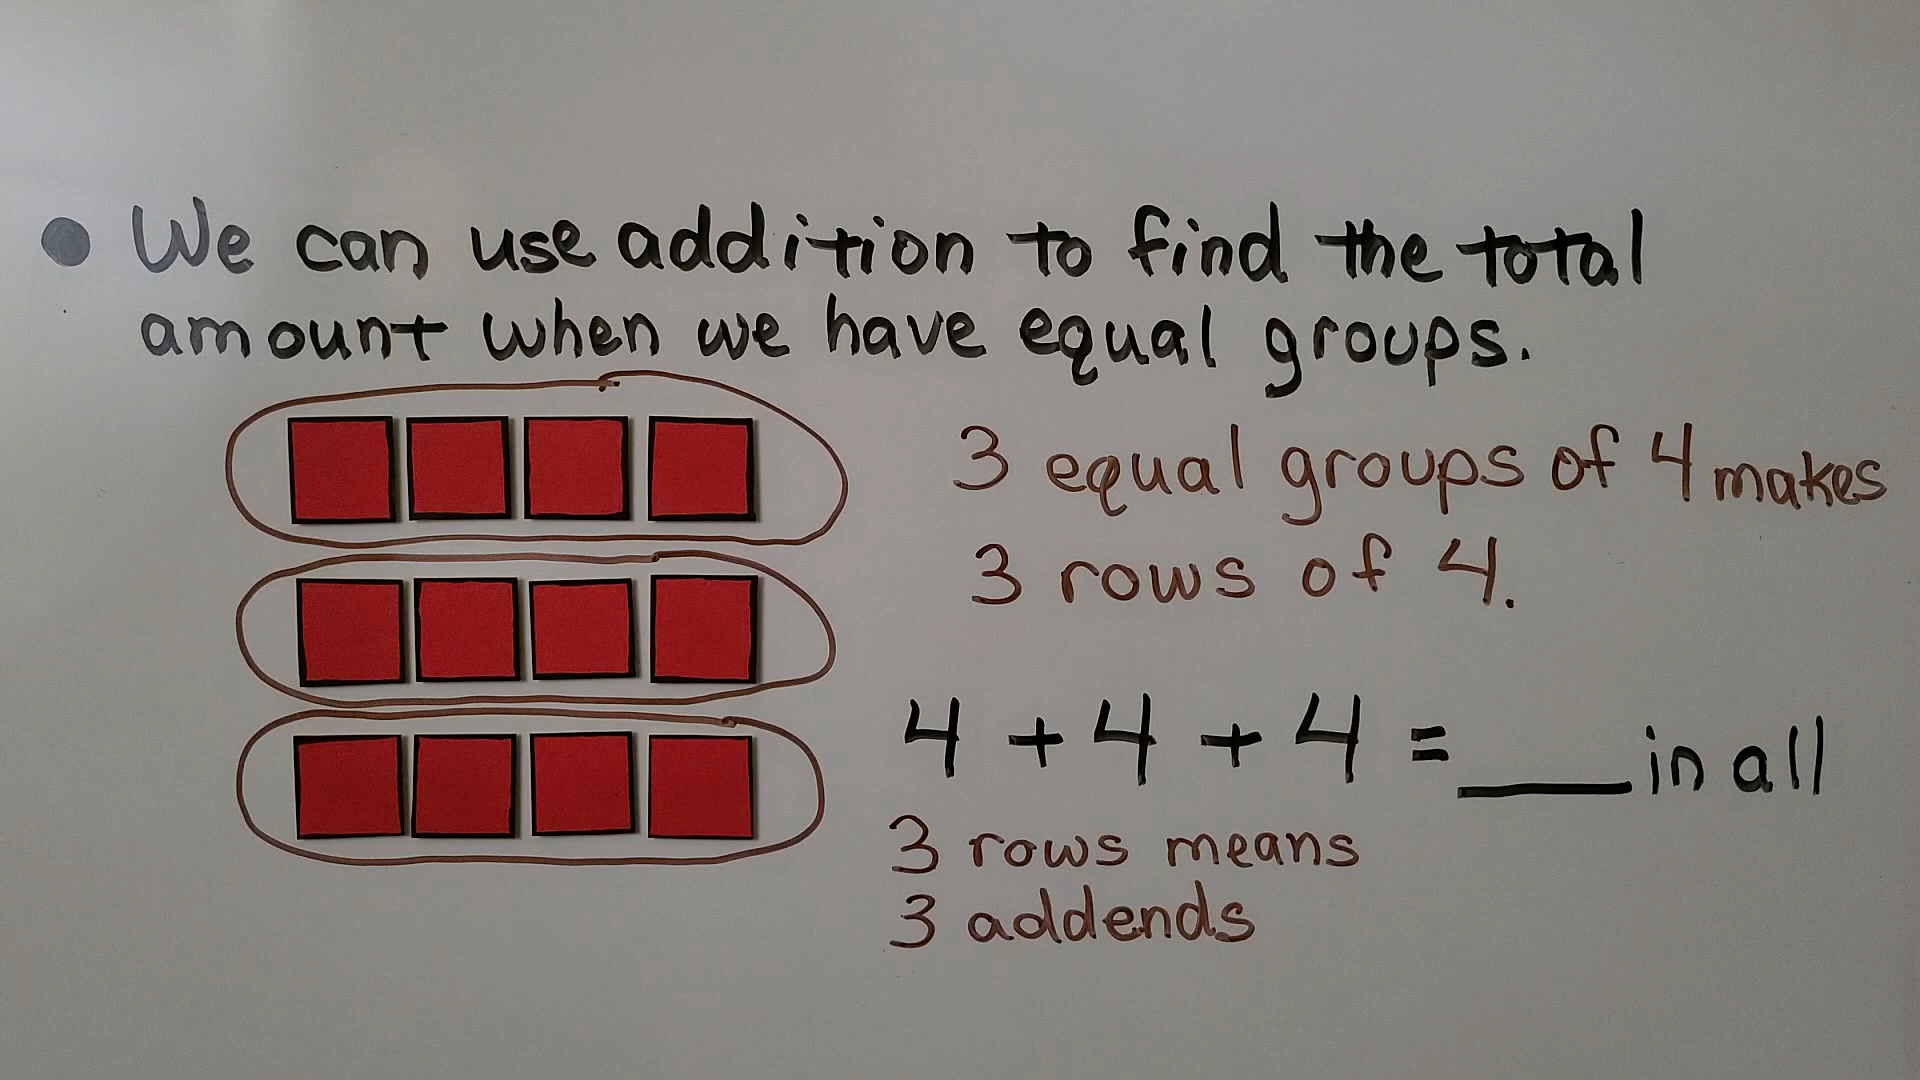 • We can use addition to find the total
amount when we have equal groups.
3 equal groups of 4 makes
3 rows of 4.
4 + 4 + 4 = ___ in all
3 rows means
3 addends